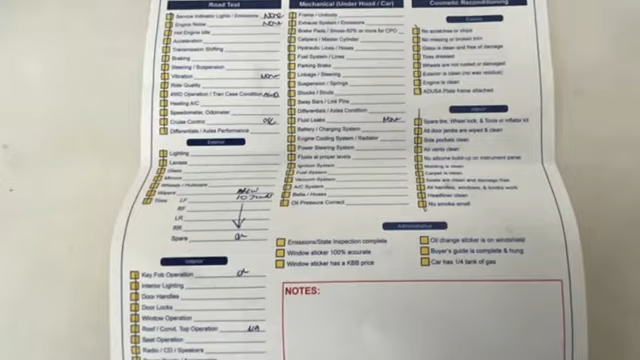 Road Test
Service Indicator Lights / Emissions None
Engine Noise None
Hot Engine Idle
Acceleration
Transmission Shifting
Braking
Steering / Suspension
Vibration None
Ride Quality
4WD Operation / Tran Case Condition
Heating A/C
Speedometer, Odometer
Cruise Control
Differential / Axles Performance
Exterior
Lighting
Lenses
Glass
Mirrors
Wheels / Hubcaps
Wipers
Tires LF
RF
LR
RR
Spare
Interior
Key Fob Operation
Interior Lighting
Door Handles
Door Locks
Window Operation
Roof / Convt. Top Operation NA
Seat Operation
Radio / CD / Speakers
Mechanical (Under Hood / Car)
Frame / Unibody
Exhaust System / Emissions
Brake Pads / Shoes-50% or more for CPO
Calipers / Master Cylinder
Hydraulic Lines / Hoses
Fuel System / Lines
Parking Brake
Linkage / Steering
Suspension / Springs
Shocks / Struts
Sway Bars / Link Pins
Differentials / Axles Condition
Fluid Leaks
Battery / Charging System
Engine Cooling System / Radiator
Power Steering System
Fluids at proper levels
Ignition System
Fuel System
Vacuum System
A/C System
Belts / Hoses
Oil Pressure Correct
Cosmetic Reconditioning
No scratches or chips
No missing or broken trim
Glass is clean and free of damage
Tires dressed
Wheels are not rusted or damaged
Exterior is clean (no wax residue)
Engine is clean
ADUSA Plate frame attached
Interior
Spare tire, Wheel lock, & Tools or inflator kit
All door jambs are wiped & clean
Side pockets clean
All vents clean
No silicone build-up on instrument panel
Molding is clean
Carpet is clean
Seats are clean and damage free
All handles, windows, & knobs work
Headliner clean
No smoke smell
Administrative
Emissions/State Inspection complete
Window sticker 100% accurate
Window sticker has a KBB price
Oil change sticker is on windshield
Buyer's guide is complete & hung
Car has 1/4 tank of gas
NOTES: